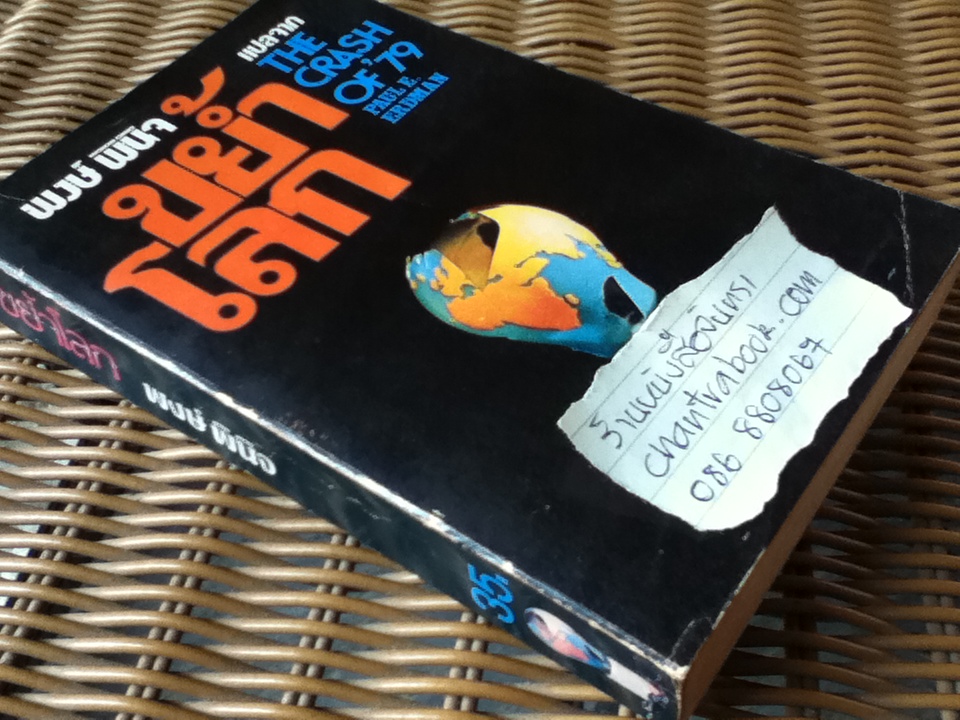 แปลจาก
THE
CRASH
OF '79
PAUL E.
ERDMAN
พงษ์ พินิจ
ขย้ำ
โลก
ร้านหนังสือจันทรา
chantrabook.com
086 8808067
ขย้ำโลก
พงษ์ พินิจ
35.-